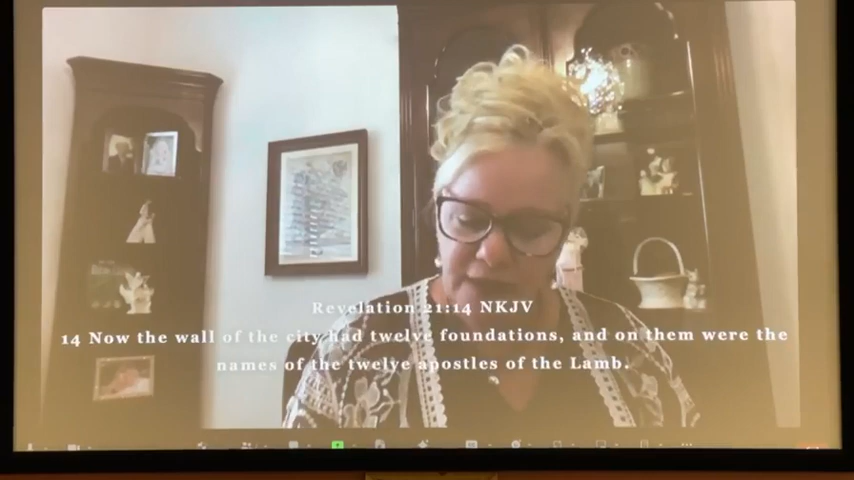 Revelation 21:14 NKJV
14 Now the wall of the city had twelve foundations, and on them were the
names of the twelve apostles of the Lamb.